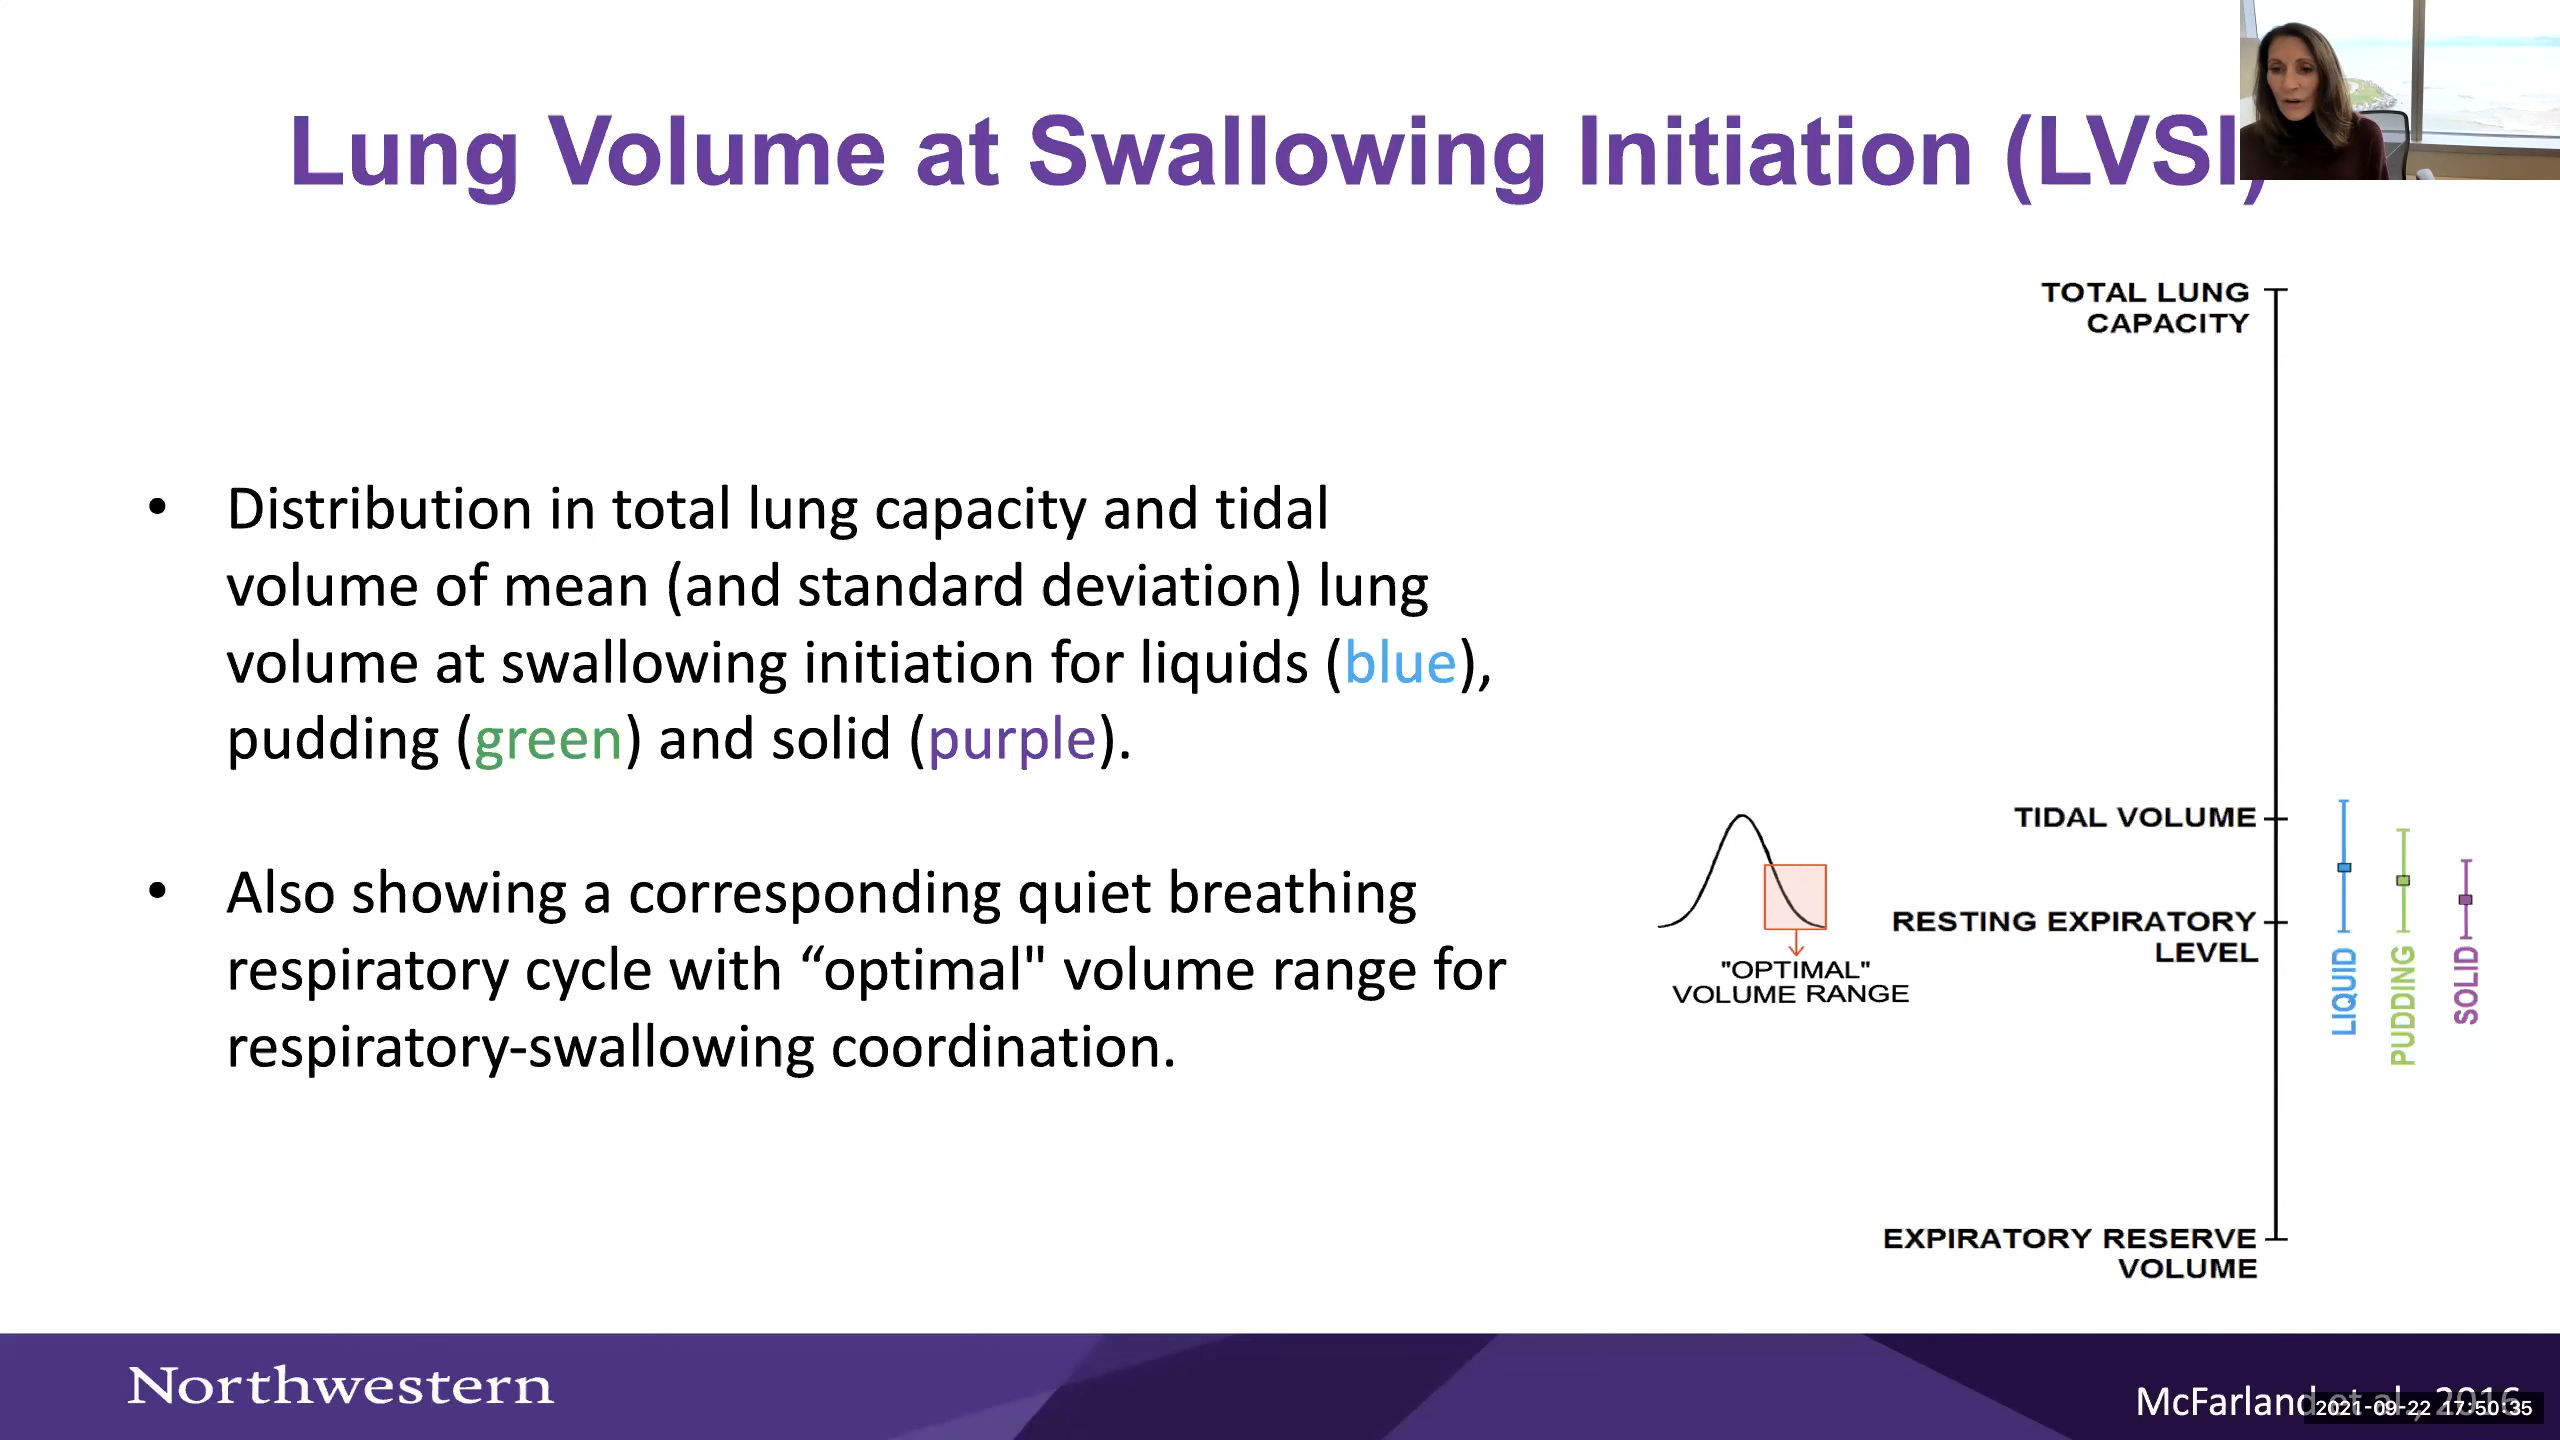 Lung Volume at Swallowing Initiation (LVSI)
• Distribution in total lung capacity and tidal
volume of mean (and standard deviation) lung
volume at swallowing initiation for liquids (blue),
pudding (green) and solid (purple).
• Also showing a corresponding quiet breathing
respiratory cycle with “optimal" volume range for
respiratory-swallowing coordination.
TOTAL LUNG
CAPACITY
TIDAL VOLUME
RESTING EXPIRATORY
LEVEL
"OPTIMAL"
VOLUME RANGE
LIQUID
PUDDING
SOLID
EXPIRATORY RESERVE
VOLUME
Northwestern
McFarland et al., 2016
2021-09-22 17:50:35